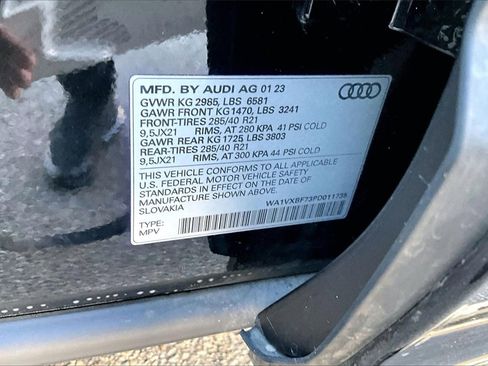 MFD. BY AUDI AG 01 23
GVWR KG 2985, LBS 6581
GAWR FRONT KG1470, LBS 3241
FRONT-TIRES 285/40 R21
9,5JX21 RIMS, AT 280 KPA 41 PSI COLD
GAWR REAR KG 1725, LBS 3803
REAR-TIRES 285/40 R21
9,5JX21 RIMS, AT 300 KPA 44 PSI COLD
THIS VEHICLE CONFORMS TO ALL APPLICABLE
U.S. FEDERAL MOTOR VEHICLE SAFETY
STANDARDS IN EFFECT ON THE DATE OF
MANUFACTURE SHOWN ABOVE.
SLOVAKIA
WA1VXBF73PD011735
TYPE:
MPV